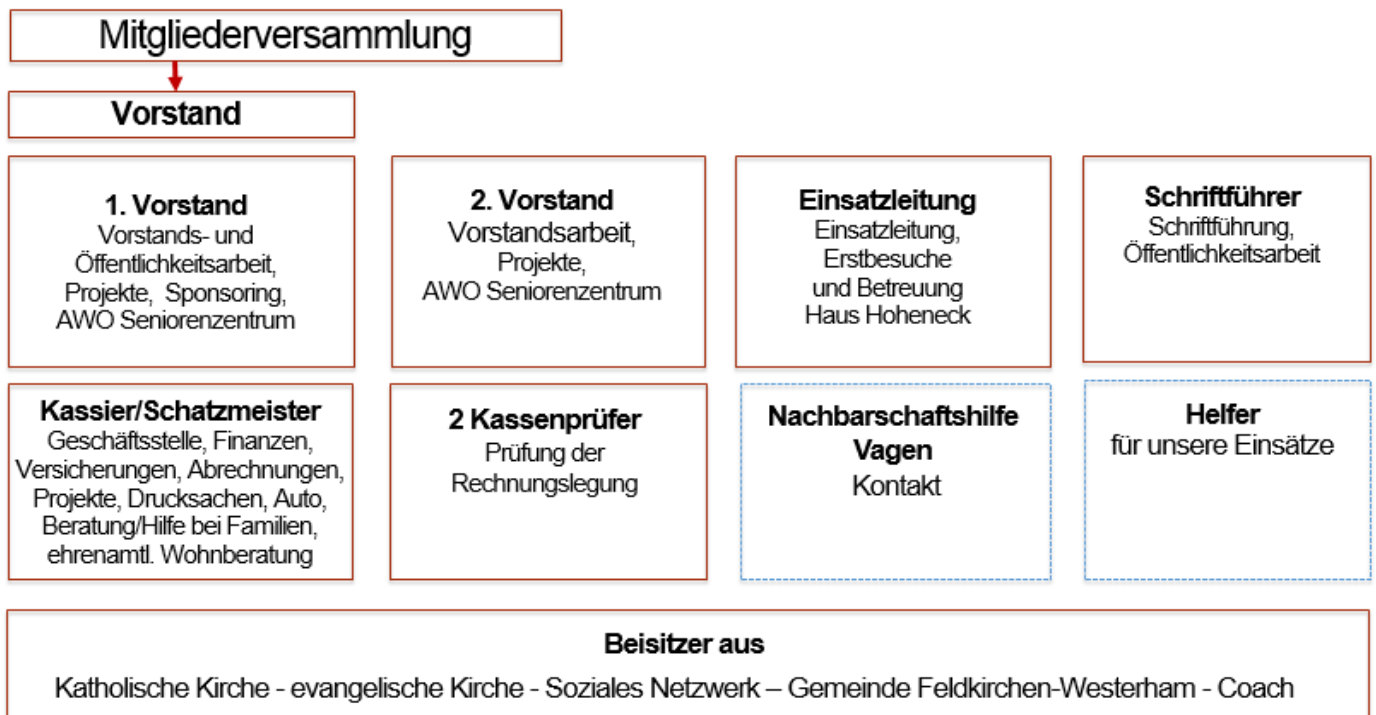 Mitgliederversammlung
Vorstand
1. Vorstand
Vorstands- und
Öffentlichkeitsarbeit,
Projekte, Sponsoring,
AWO Seniorenzentrum
2. Vorstand
Vorstandsarbeit,
Projekte,
AWO Seniorenzentrum
Einsatzleitung
Einsatzleitung,
Erstbesuche
und Betreuung
Haus Hoheneck
Schriftführer
Schriftführung,
Öffentlichkeitsarbeit
Kassier/Schatzmeister
Geschäftsstelle, Finanzen,
Versicherungen, Abrechnungen,
Projekte, Drucksachen, Auto,
Beratung/Hilfe bei Familien,
ehrenamtl. Wohnberatung
2 Kassenprüfer
Prüfung der
Rechnungslegung
Nachbarschaftshilfe
Vagen
Kontakt
Helfer
für unsere Einsätze
Beisitzer aus
Katholische Kirche - evangelische Kirche - Soziales Netzwerk – Gemeinde Feldkirchen-Westerham - Coach